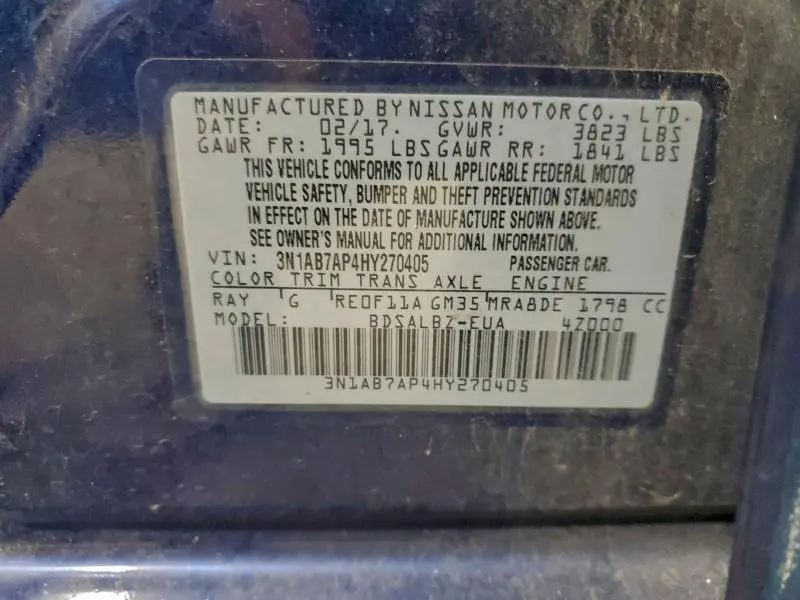 MANUFACTURED BY NISSAN MOTOR CO., LTD.
DATE: 02/17. GVWR: 3823 LBS
GAWR FR: 1995 LBS GAWR RR: 1841 LBS
THIS VEHICLE CONFORMS TO ALL APPLICABLE FEDERAL MOTOR
VEHICLE SAFETY, BUMPER AND THEFT PREVENTION STANDARDS
IN EFFECT ON THE DATE OF MANUFACTURE SHOWN ABOVE.
SEE OWNER'S MANUAL FOR ADDITIONAL INFORMATION.
VIN: 3N1AB7AP4HY270405 PASSENGER CAR.
COLOR TRIM TRANS AXLE ENGINE
RAY G RE0F11A GM35 MRA8DE 1798 CC
MODEL: BDSALBZ-EUA 4Z000
3N1AB7AP4HY270405